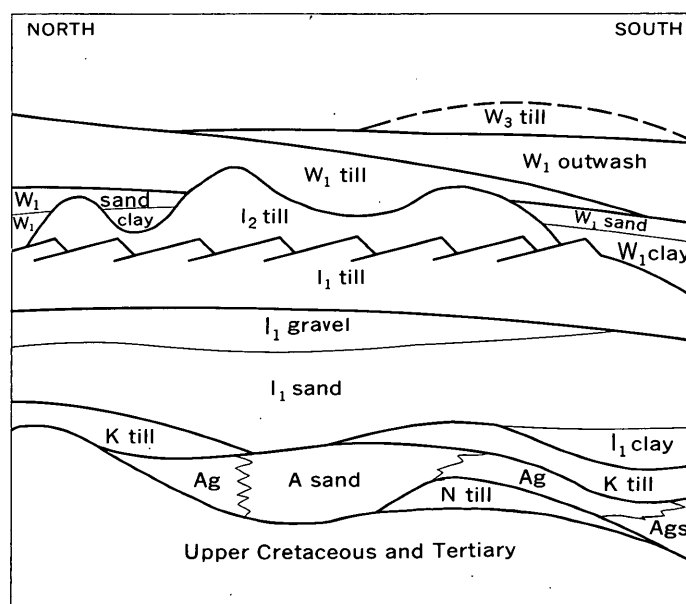 NORTH SOUTH
W₃ till
W₁ outwash
W₁ till
W₁ sand
W₁ clay
I₂ till
W₁ sand
W₁ clay
I₁ till
I₁ gravel
I₁ sand
K till
I₁ clay
Ag A sand Ag K till
N till
Ags
Upper Cretaceous and Tertiary